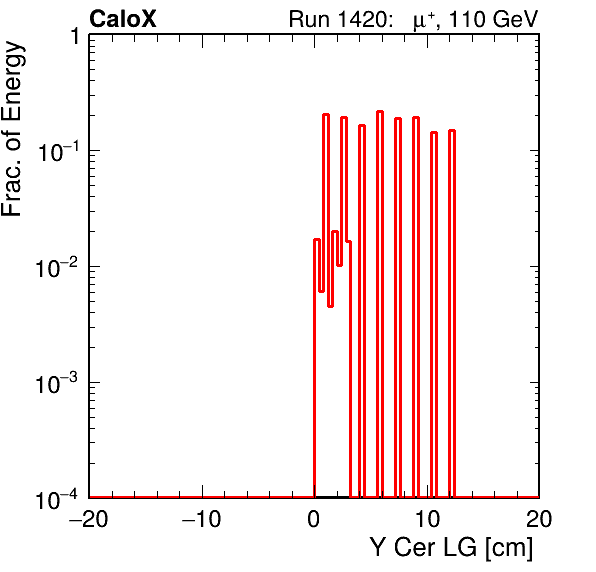 CaloX Run 1420: μ⁺, 110 GeV
Frac. of Energy
1
10⁻¹
10⁻²
10⁻³
10⁻⁴
−20 −10 0 10 20
Y Cer LG [cm]